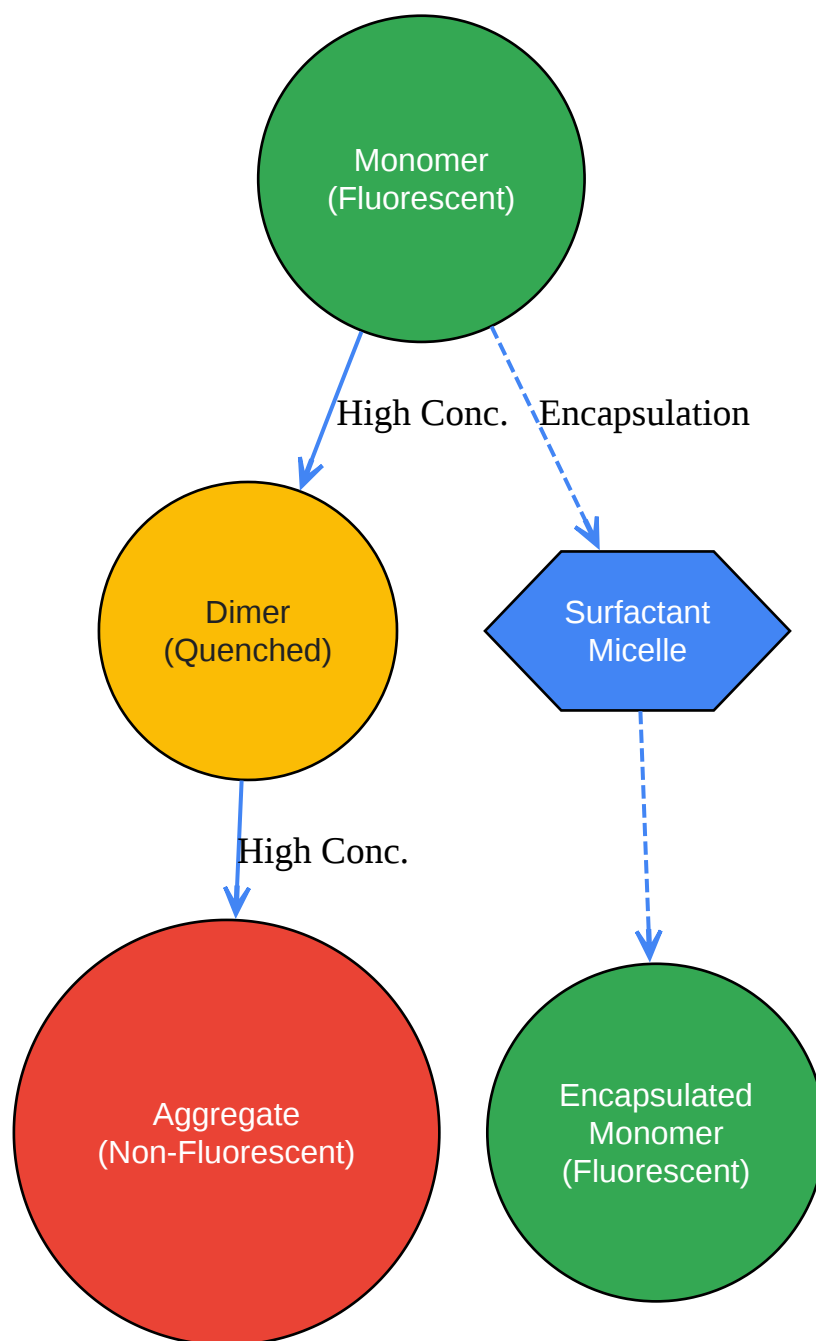 Monomer
(Fluorescent)
High Conc.
Encapsulation
Dimer
(Quenched)
Surfactant
Micelle
High Conc.
Aggregate
(Non-Fluorescent)
Encapsulated
Monomer
(Fluorescent)